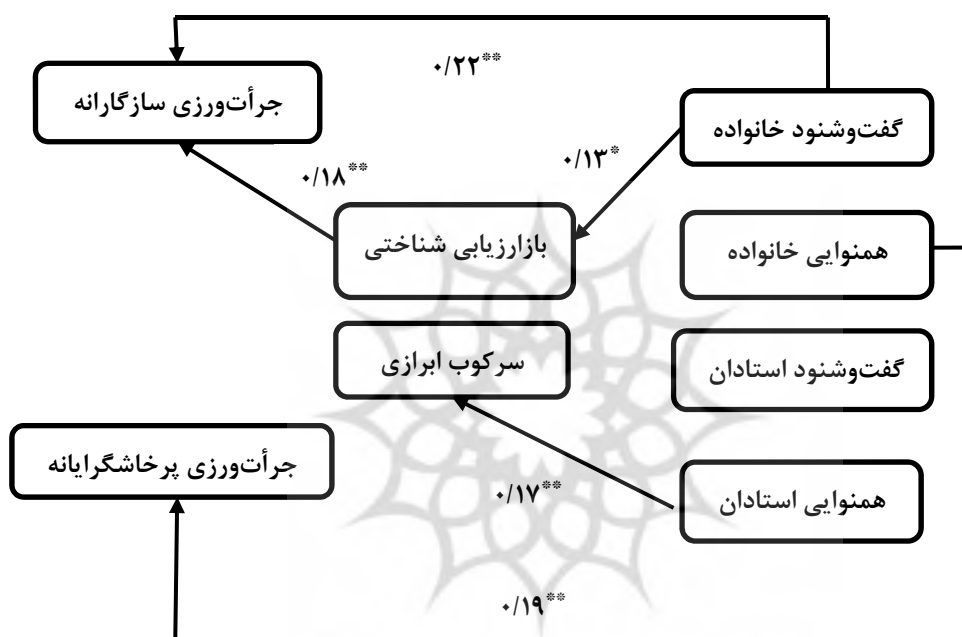 ۰/۲۲**
جرأت‌ورزی سازگارانه
گفت‌وشنود خانواده
۰/۱۳*
۰/۱۸**
بازارزیابی شناختی
همنوایی خانواده
سرکوب ابرازی
گفت‌وشنود استادان
جرأت‌ورزی پرخاشگرایانه
همنوایی استادان
۰/۱۷**
۰/۱۹**